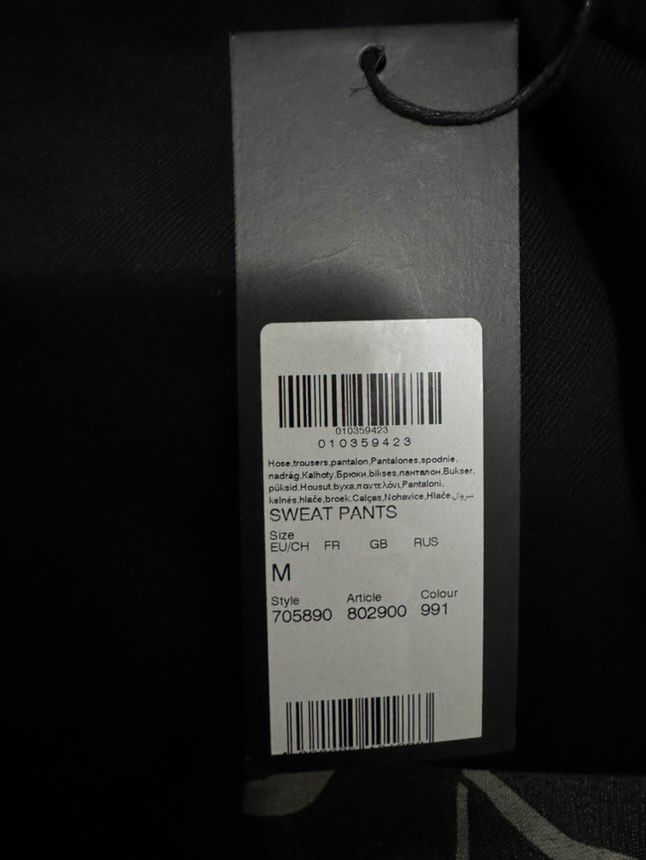 010359423
010359423
Hose,trousers,pantalon,Pantalones,spodnie,
nadrág,Kalhoty,Брюки,bikses,панталон,Bukser,
püksid,Housut,byxa,παντελόνι,Pantaloni,
kelnės,hlače,broek,Calças,Nohavice,Hlače,سروال
SWEAT PANTS
Size
EU/CH FR GB RUS
M
Style Article Colour
705890 802900 991